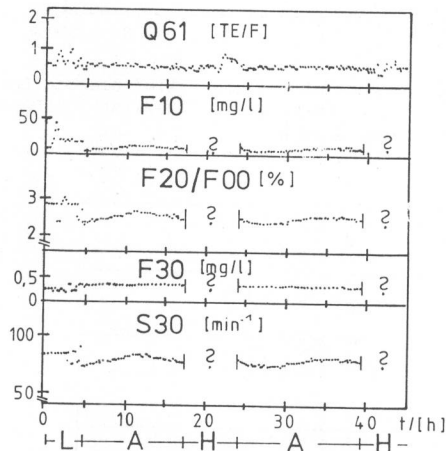 2
1
0
Q61 [TE/F]
50
0
F10 [mg/l]
? ?
3
2
F20/F00 [%]
? ?
0,5
0
F30 [mg/l]
100
50
S30 [min⁻¹]
? ?
0 10 20 30 40 t/[h]
L A H A H